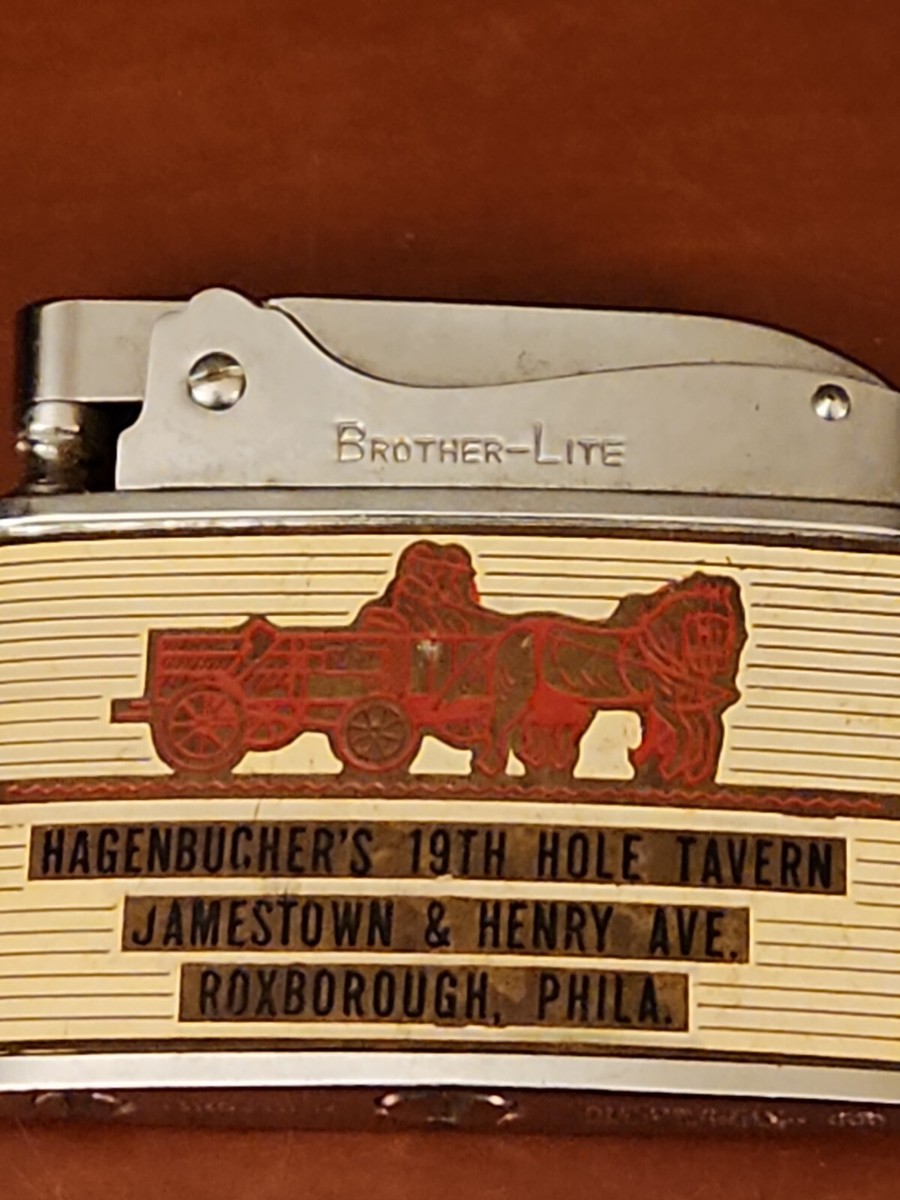 BROTHER-LITE
HAGENBUCHER'S 19TH HOLE TAVERN
JAMESTOWN & HENRY AVE.
ROXBOROUGH, PHILA.